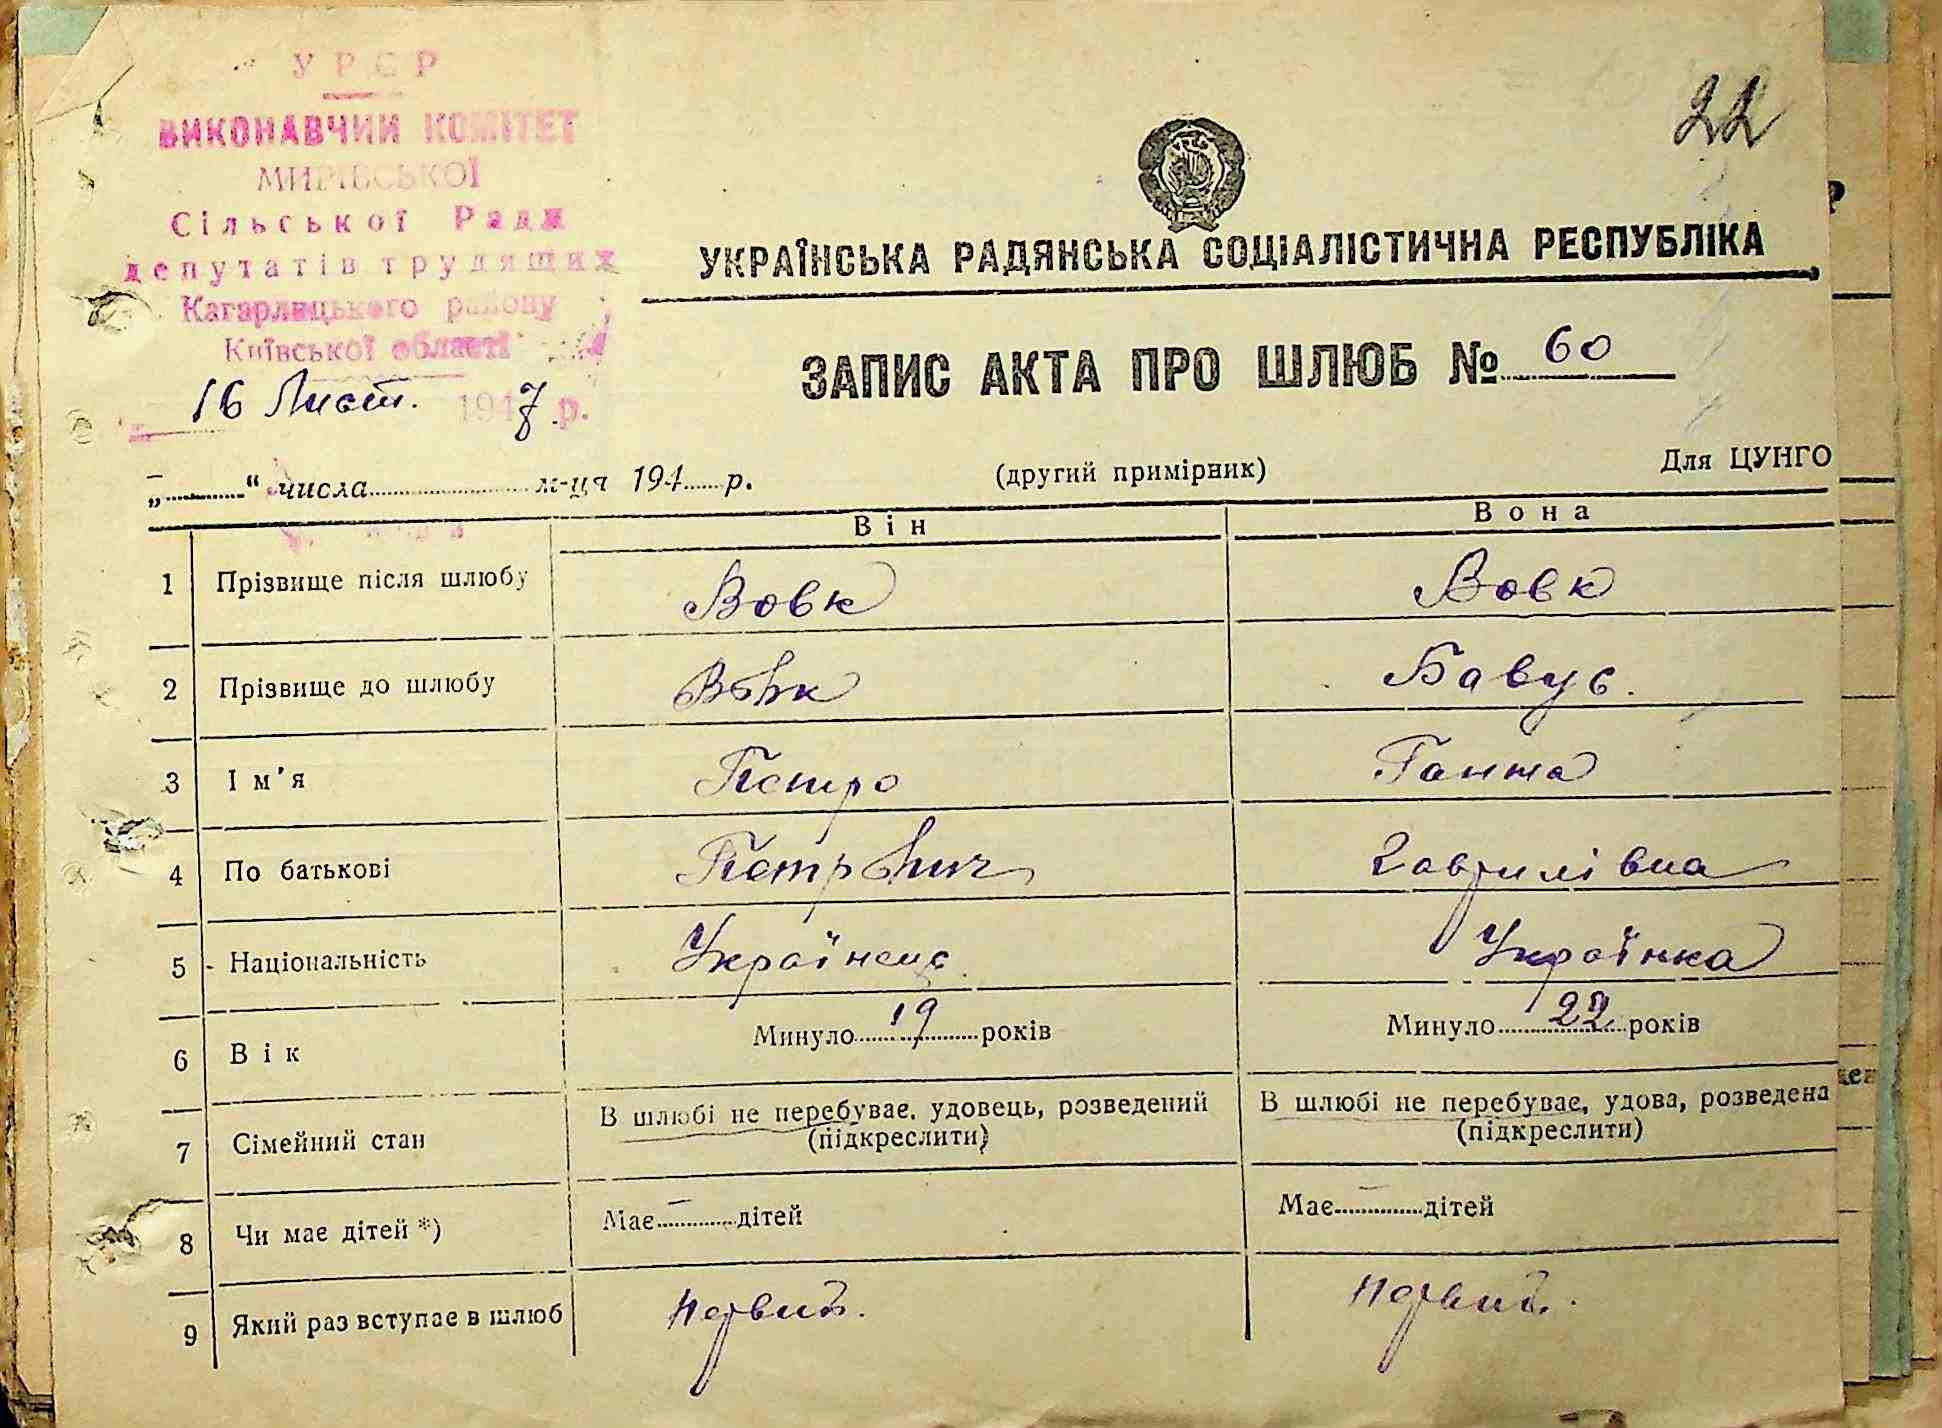 УРСР
22
ВИКОНАВЧИЙ КОМІТЕТ
МИРІВСЬКОЇ
Сільської Ради
депутатів трудящих
Кагарлицького району
Київської області
16 Лист. 1947 р.
УКРАЇНСЬКА РАДЯНСЬКА СОЦІАЛІСТИЧНА РЕСПУБЛІКА
ЗАПИС АКТА ПРО ШЛЮБ № 60
„..........“ числа.................... м-ця 194......р. (другий примірник) Для ЦУНГО
Він Вона
1 Прізвище після шлюбу Вовк Вовк
2 Прізвище до шлюбу Вовк Бавус.
3 Ім'я Петро Ганна
4 По батькові Петрович Гаврилівна
5 Національність Українець Українка
6 Вік Минуло 19 років Минуло 22 років
7 Сімейний стан В шлюбі не перебуває, удовець, розведений (підкреслити) В шлюбі не перебуває, удова, розведена (підкреслити)
8 Чи має дітей *) Має — дітей Має — дітей
9 Який раз вступає в шлюб первий. первий.